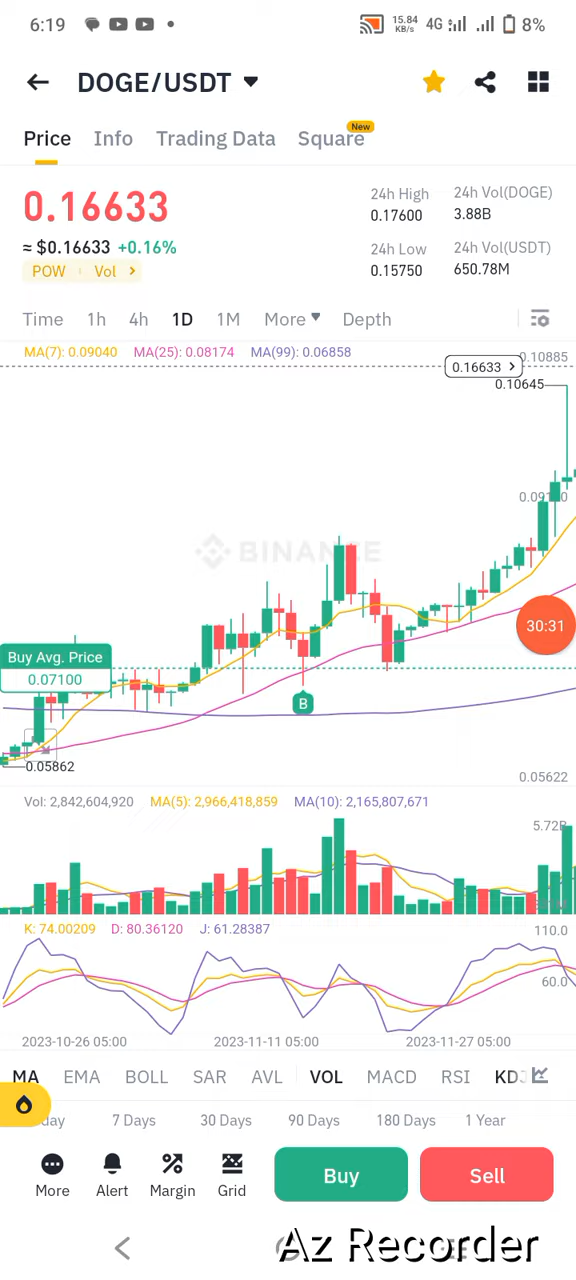 6:19 15.84 KB/s 4G 8%
DOGE/USDT
Price Info Trading Data Square New
0.16633
≈ $0.16633 +0.16%
POW Vol >
24h High 24h Vol(DOGE)
0.17600 3.88B
24h Low 24h Vol(USDT)
0.15750 650.78M
Time 1h 4h 1D 1M More Depth
MA(7): 0.09040 MA(25): 0.08174 MA(99): 0.06858
0.10885
0.16633 >
0.10645
BINANCE
30:31
Buy Avg. Price
0.07100
B
0.05862
0.05622
Vol: 2,842,604,920 MA(5): 2,966,418,859 MA(10): 2,165,807,671
5.72B
K: 74.00209 D: 80.36120 J: 61.28387
110.0
60.0
2023-10-26 05:00 2023-11-11 05:00 2023-11-27 05:00
MA EMA BOLL SAR AVL VOL MACD RSI
7 Days 30 Days 90 Days 180 Days 1 Year
More Alert Margin Grid Buy Sell
Az Recorder